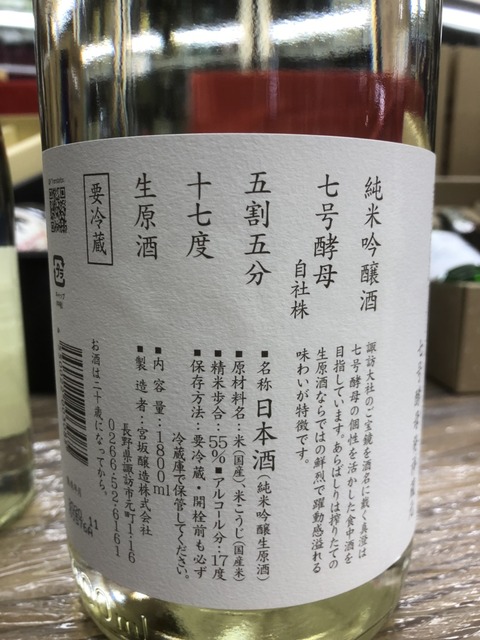 純米吟醸酒
七号酵母 自社株
五割五分
十七度
生原酒
要冷蔵
諏訪大社のご宝鏡を酒名に戴く真澄は
七号酵母の個性を活かした食中酒を
目指しています。あらばしりは搾りたての
生原酒ならではの鮮烈で躍動感溢れる
味わいが特徴です。
■名称 日本酒(純米吟醸生原酒)
■原材料名:米(国産)、米こうじ(国産米)
■精米歩合:55% ■アルコール分:17度
■保存方法:要冷蔵・開栓前も必ず
冷蔵庫で保管してください。
■内容量:1800ml
■製造者:宮坂醸造株式会社
長野県諏訪市元町1-16
0266-52-6161
お酒は二十歳になってから。